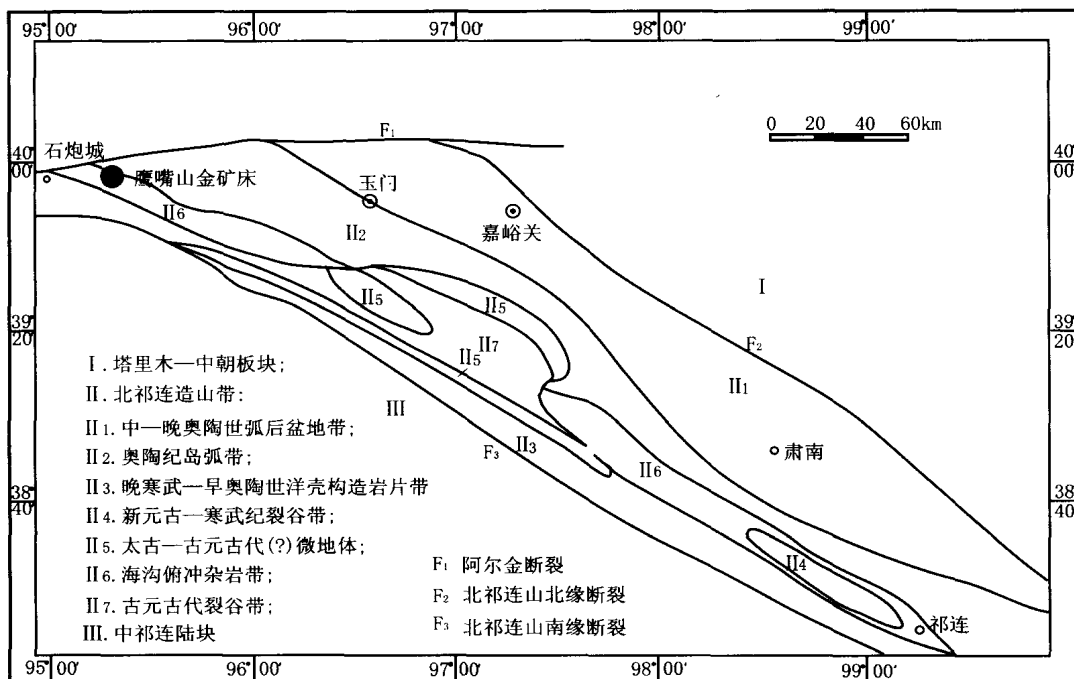 95°00′ 96°00′ 97°00′ 98°00′ 99°00′
F₁
0 20 40 60km
石炮城
40°00′ 40°00′
鹰嘴山金矿床
玉门
嘉峪关
Ⅱ6
Ⅱ2
Ⅰ
Ⅱ5
Ⅱ5
39°20′ 39°20′
Ⅱ7
F₂
Ⅱ5
Ⅱ1
Ⅲ
Ⅱ3
F₃
肃南
Ⅱ6
38°40′ 38°40′
Ⅱ4
祁连
Ⅰ.塔里木—中朝板块;
Ⅱ.北祁连造山带:
Ⅱ1.中—晚奥陶世弧后盆地带;
Ⅱ2.奥陶纪岛弧带;
Ⅱ3.晚寒武—早奥陶世洋壳构造岩片带
Ⅱ4.新元古—寒武纪裂谷带;
Ⅱ5.太古—古元古代(?)微地体;
Ⅱ6.海沟俯冲杂岩带;
Ⅱ7.古元古代裂谷带;
Ⅲ.中祁连陆块
F₁ 阿尔金断裂
F₂ 北祁连山北缘断裂
F₃ 北祁连山南缘断裂
95°00′ 96°00′ 97°00′ 98°00′ 99°00′